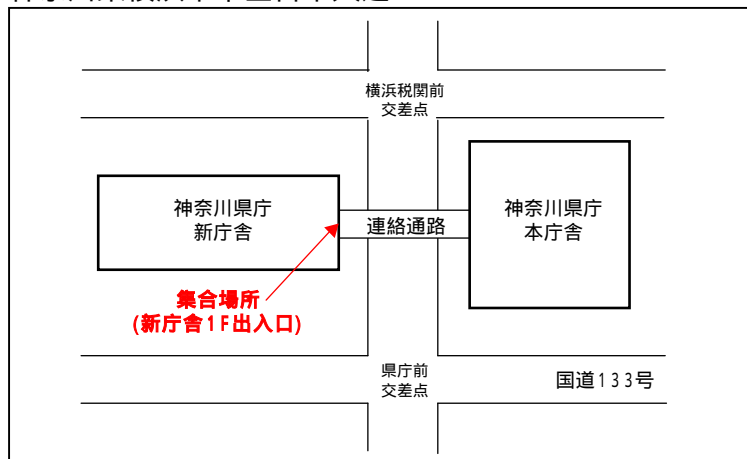 横浜税関前
交差点
神奈川県庁
新庁舎
連絡通路
神奈川県庁
本庁舎
集合場所
(新庁舎1F出入口)
県庁前
交差点
国道133号